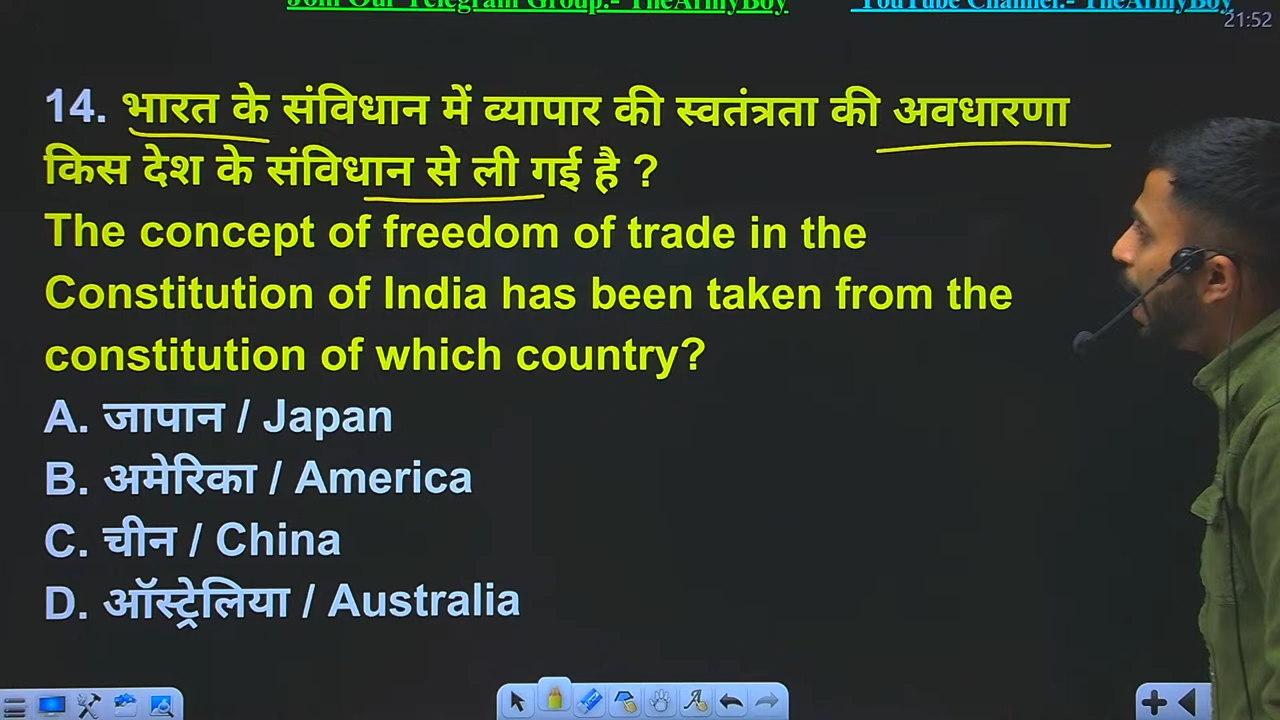 Join Our Telegram Group:- TheArmyBoy YouTube Channel:- TheArmyBoy
21:52
14. भारत के संविधान में व्यापार की स्वतंत्रता की अवधारणा
किस देश के संविधान से ली गई है ?
The concept of freedom of trade in the
Constitution of India has been taken from the
constitution of which country?
A. जापान / Japan
B. अमेरिका / America
C. चीन / China
D. ऑस्ट्रेलिया / Australia